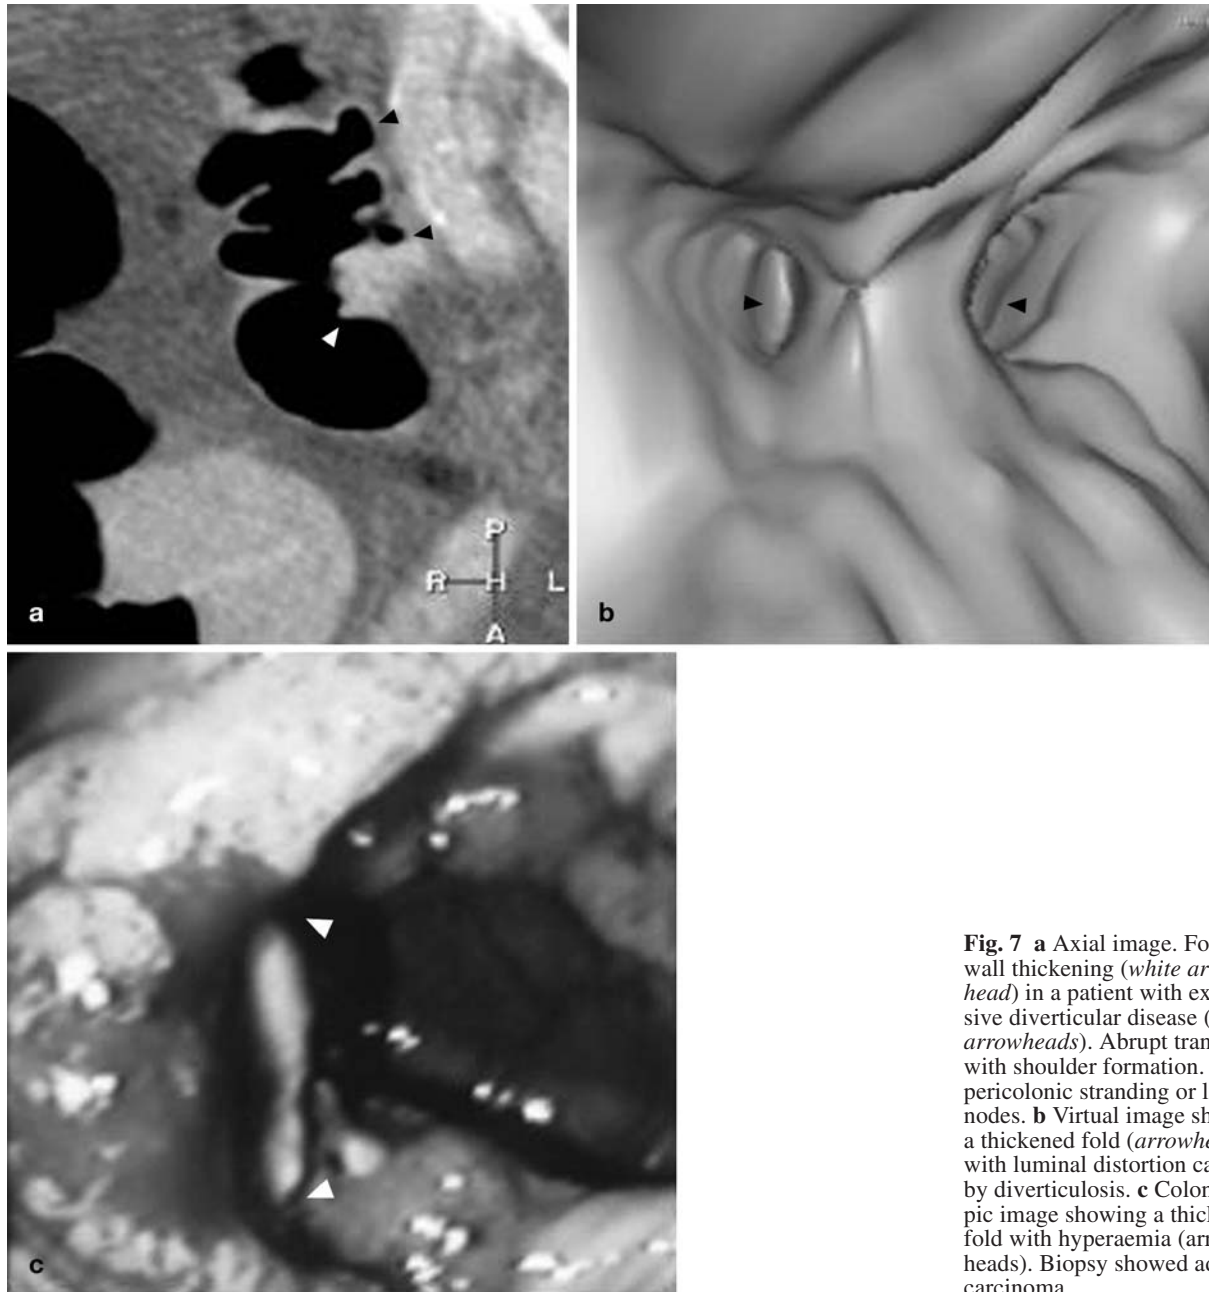 a
P
R H L
A
b
c
Fig. 7 a Axial image. Fo
wall thickening (white ar
head) in a patient with ex
sive diverticular disease (
arrowheads). Abrupt tran
with shoulder formation.
pericolonic stranding or l
nodes. b Virtual image sh
a thickened fold (arrowhe
with luminal distortion ca
by diverticulosis. c Colon
pic image showing a thick
fold with hyperaemia (arr
heads). Biopsy showed ad
carcinoma